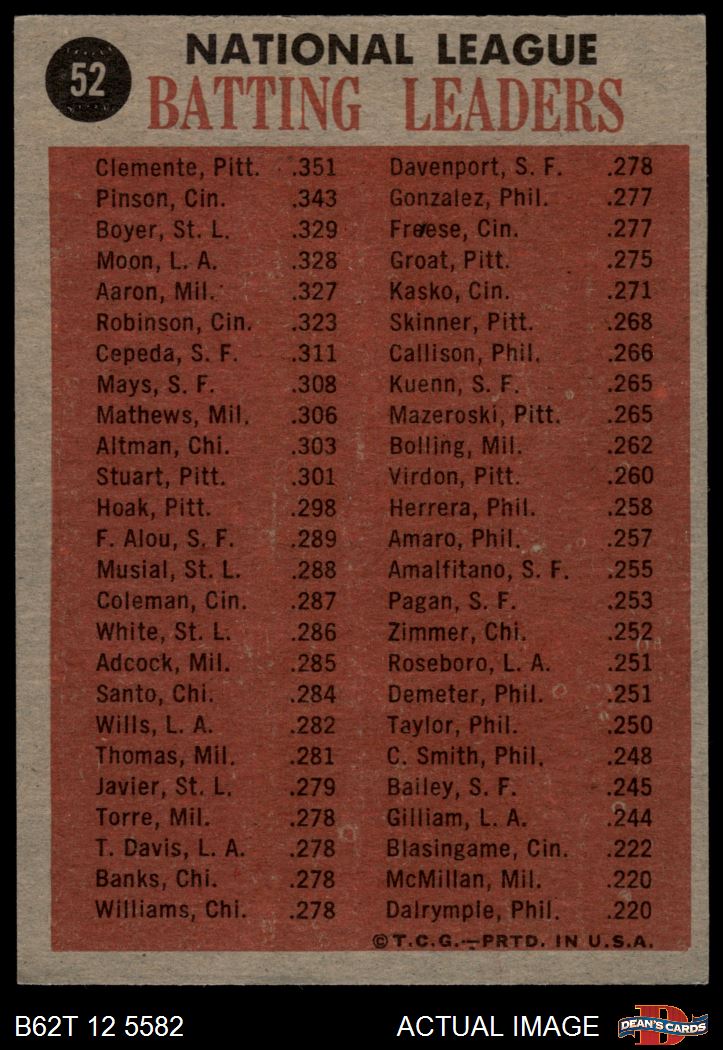 52
NATIONAL LEAGUE
BATTING LEADERS
Clemente, Pitt. .351
Pinson, Cin. .343
Boyer, St. L. .329
Moon, L. A. .328
Aaron, Mil. .327
Robinson, Cin. .323
Cepeda, S. F. .311
Mays, S. F. .308
Mathews, Mil. .306
Altman, Chi. .303
Stuart, Pitt. .301
Hoak, Pitt. .298
F. Alou, S. F. .289
Musial, St. L. .288
Coleman, Cin. .287
White, St. L. .286
Adcock, Mil. .285
Santo, Chi. .284
Wills, L. A. .282
Thomas, Mil. .281
Javier, St. L. .279
Torre, Mil. .278
T. Davis, L. A. .278
Banks, Chi. .278
Williams, Chi. .278
Davenport, S. F. .278
Gonzalez, Phil. .277
Freese, Cin. .277
Groat, Pitt. .275
Kasko, Cin. .271
Skinner, Pitt. .268
Callison, Phil. .266
Kuenn, S. F. .265
Mazeroski, Pitt. .265
Bolling, Mil. .262
Virdon, Pitt. .260
Herrera, Phil. .258
Amaro, Phil. .257
Amalfitano, S. F. .255
Pagan, S. F. .253
Zimmer, Chi. .252
Roseboro, L. A. .251
Demeter, Phil. .251
Taylor, Phil. .250
C. Smith, Phil. .248
Bailey, S. F. .245
Gilliam, L. A. .244
Blasingame, Cin. .222
McMillan, Mil. .220
Dalrymple, Phil. .220
©T.C.G.—PRTD. IN U.S.A.
B62T 12 5582
ACTUAL IMAGE
DEAN'S CARDS